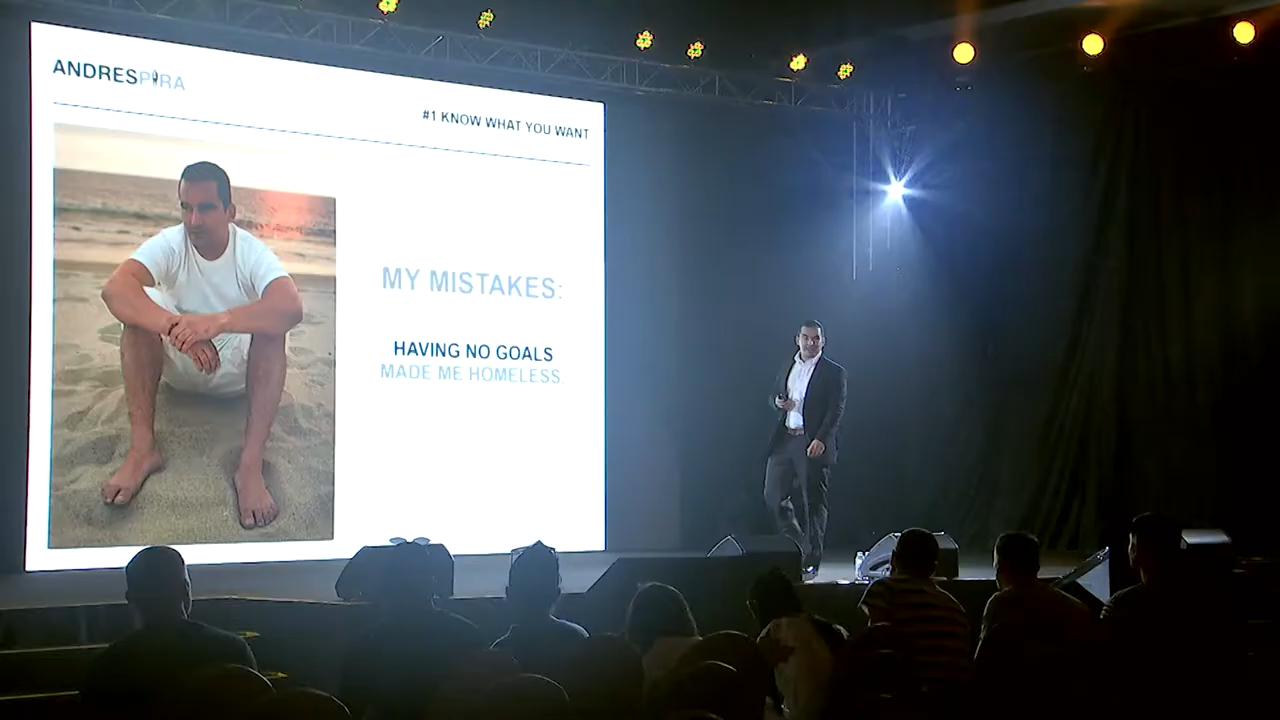 ANDRESPIRA
#1 KNOW WHAT YOU WANT
MY MISTAKES:
HAVING NO GOALS
MADE ME HOMELESS.